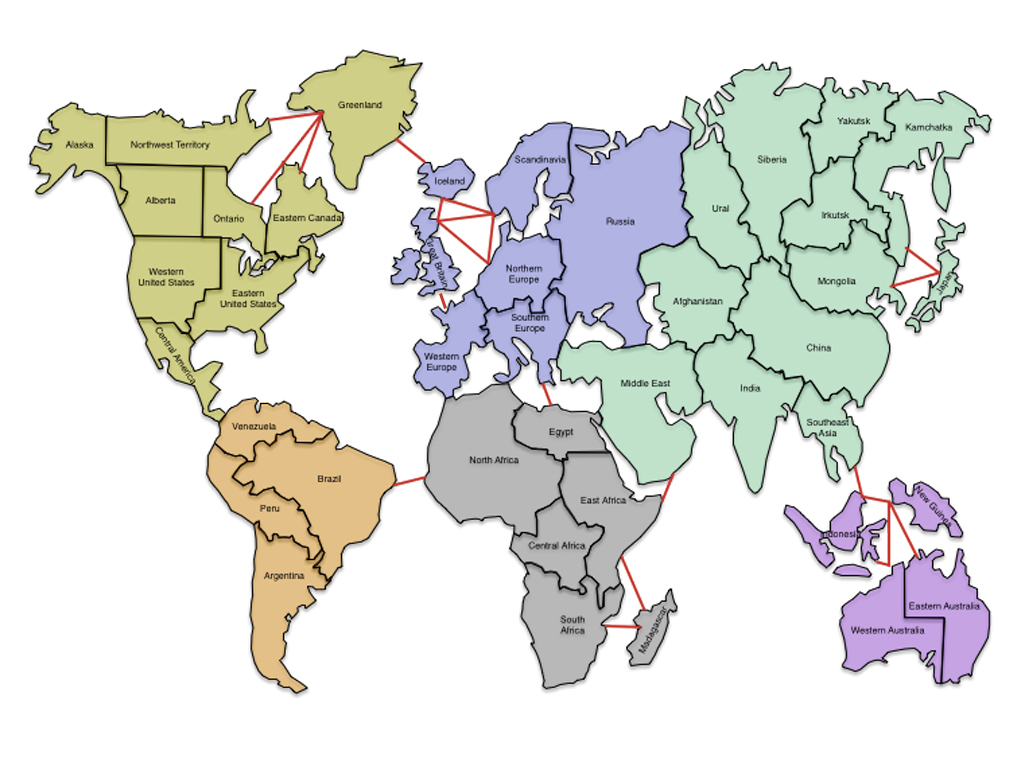 Greenland
Alaska
Northwest Territory
Alberta
Ontario
Eastern Canada
Western
United States
Eastern
United States
Central America
Venezuela
Brazil
Peru
Argentina
Iceland
Scandinavia
Russia
Great Britain
Northern
Europe
Southern
Europe
Western
Europe
North Africa
Egypt
East Africa
Central Africa
South
Africa
Madagascar
Yakutsk
Kamchatka
Siberia
Ural
Irkutsk
Mongolia
Japan
Afghanistan
China
Middle East
India
Southeast
Asia
Indonesia
New Guinea
Eastern Australia
Western Australia